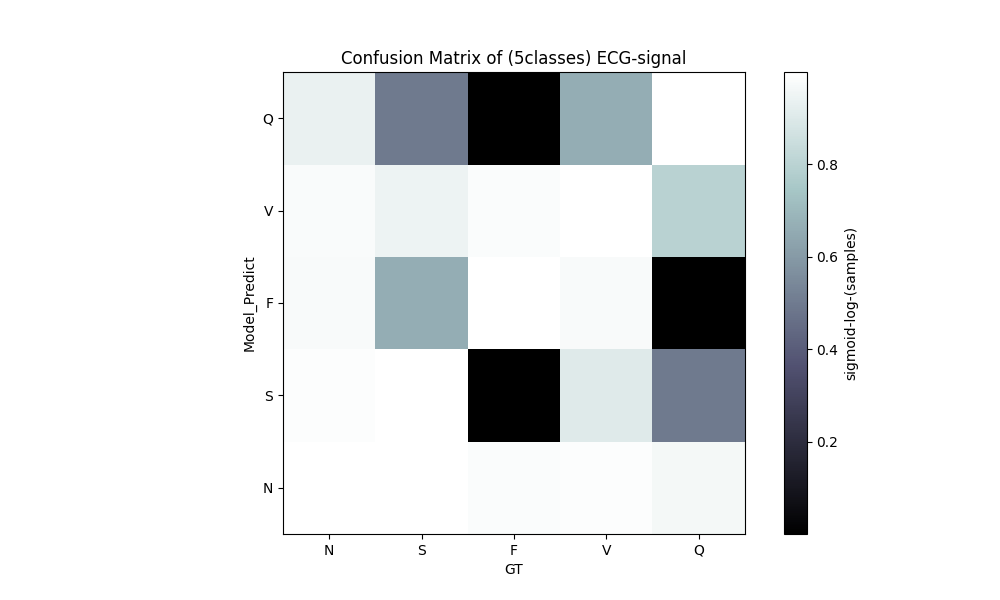 Confusion Matrix of (5classes) ECG-signal
Model_Predict
Q
V
F
S
N
N S F V Q
GT
0.8
0.6
0.4
0.2
sigmoid-log-(samples)